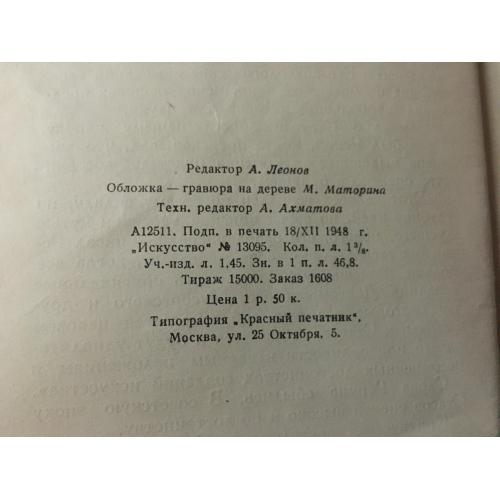 Редактор А. Леонов
Обложка — гравюра на дереве М. Маторина
Техн. редактор А. Ахматова
А12511. Подп. в печать 18/XII 1948 г.
„Искусство“ № 13095. Кол. п. л. 1³/₈.
Уч.-изд. л. 1,45. Зн. в 1 п. л. 46,8.
Тираж 15000. Заказ 1608
Цена 1 р. 50 к.
Типография „Красный печатник“.
Москва, ул. 25 Октября, 5.